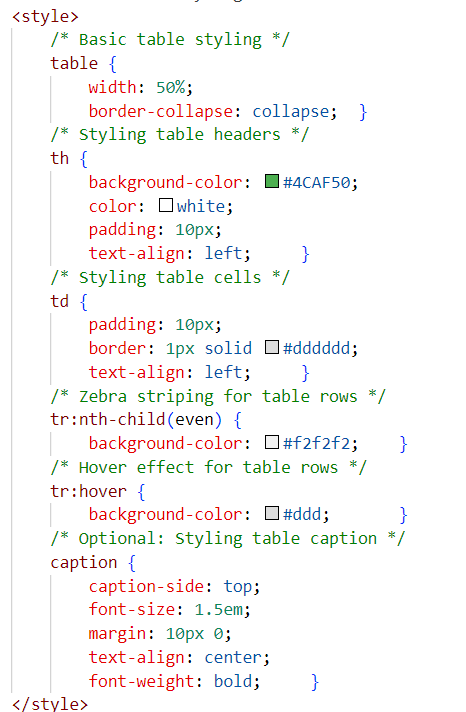 <style>
/* Basic table styling */
table {
width: 50%;
border-collapse: collapse;  }
/* Styling table headers */
th {
background-color: #4CAF50;
color: white;
padding: 10px;
text-align: left;     }
/* Styling table cells */
td {
padding: 10px;
border: 1px solid #dddddd;
text-align: left;     }
/* Zebra striping for table rows */
tr:nth-child(even) {
background-color: #f2f2f2;    }
/* Hover effect for table rows */
tr:hover {
background-color: #ddd;       }
/* Optional: Styling table caption */
caption {
caption-side: top;
font-size: 1.5em;
margin: 10px 0;
text-align: center;
font-weight: bold;     }
</style>